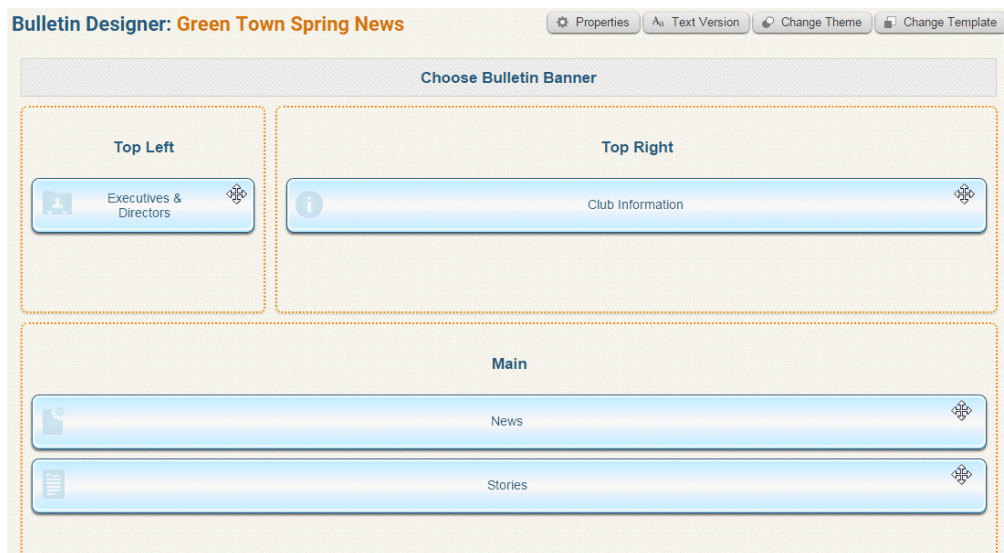 Bulletin Designer: Green Town Spring News
Properties
Text Version
Change Theme
Change Template
Choose Bulletin Banner
Top Left
Top Right
Executives &
Directors
Club Information
Main
News
Stories